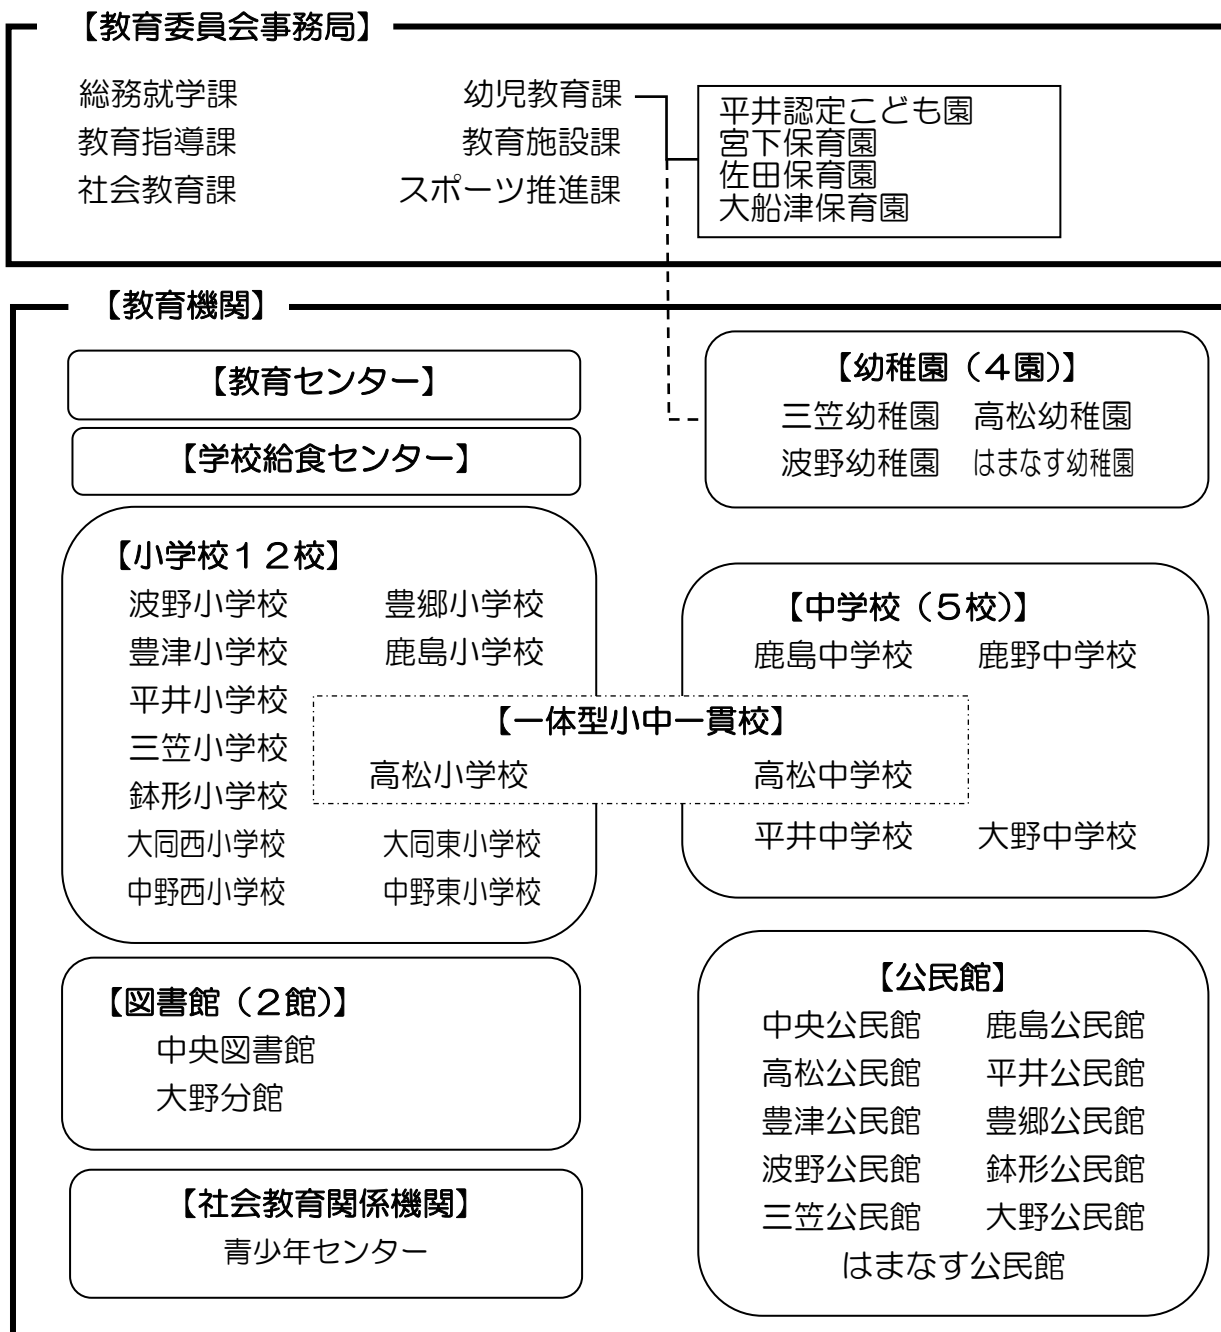 【教育委員会事務局】
総務就学課　幼児教育課
教育指導課　教育施設課
社会教育課　スポーツ推進課
平井認定こども園
宮下保育園
佐田保育園
大船津保育園
【教育機関】
【教育センター】
【学校給食センター】
【幼稚園（４園）】
三笠幼稚園　高松幼稚園
波野幼稚園　はまなす幼稚園
【小学校１２校】
波野小学校　豊郷小学校
豊津小学校　鹿島小学校
平井小学校
三笠小学校
鉢形小学校
【中学校（５校）】
鹿島中学校　鹿野中学校
【一体型小中一貫校】
高松小学校　高松中学校
大同西小学校　大同東小学校
中野西小学校　中野東小学校
平井中学校　大野中学校
【図書館（２館）】
中央図書館
大野分館
【公民館】
中央公民館　鹿島公民館
高松公民館　平井公民館
豊津公民館　豊郷公民館
波野公民館　鉢形公民館
三笠公民館　大野公民館
はまなす公民館
【社会教育関係機関】
青少年センター